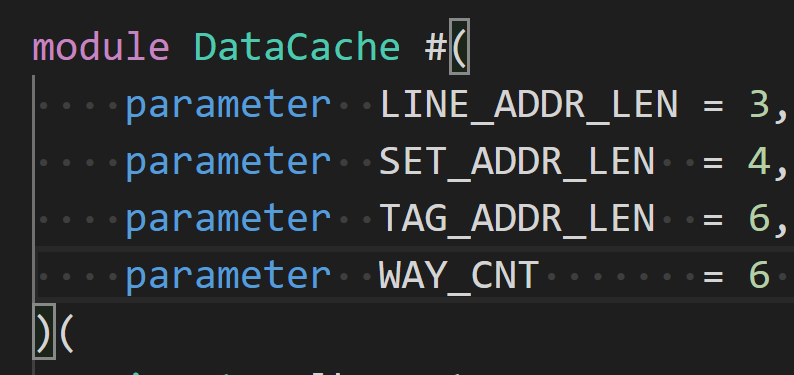 module DataCache #(
parameter LINE_ADDR_LEN = 3,
parameter SET_ADDR_LEN = 4,
parameter TAG_ADDR_LEN = 6,
parameter WAY_CNT = 6
)(